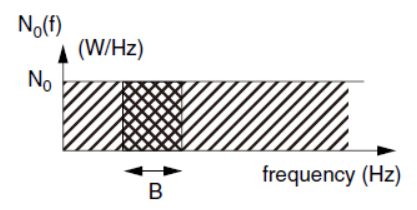 N₀(f)
(W/Hz)
N₀
frequency (Hz)
B